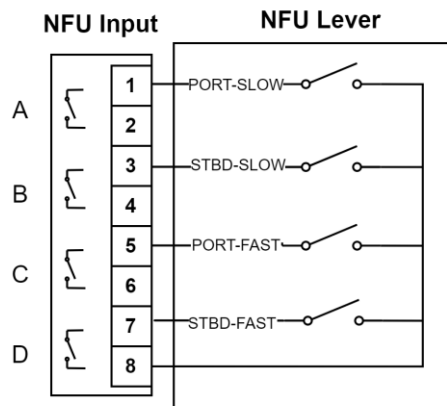 NFU Input
NFU Lever
A
B
C
D
1
2
3
4
5
6
7
8
PORT-SLOW
STBD-SLOW
PORT-FAST
STBD-FAST